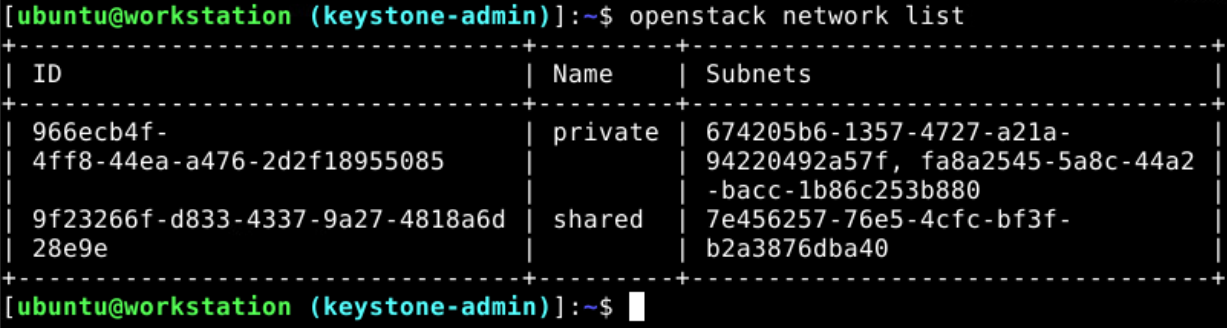 [ubuntu@workstation (keystone-admin)]:~$ openstack network list
+---------------------------------+---------+-----------------------------------+
| ID                              | Name    | Subnets                           |
+---------------------------------+---------+-----------------------------------+
| 966ecb4f-                       | private | 674205b6-1357-4727-a21a-          |
| 4ff8-44ea-a476-2d2f18955085     |         | 94220492a57f, fa8a2545-5a8c-44a2  |
|                                 |         | -bacc-1b86c253b880                |
| 9f23266f-d833-4337-9a27-4818a6d | shared  | 7e456257-76e5-4cfc-bf3f-          |
| 28e9e                           |         | b2a3876dba40                      |
+---------------------------------+---------+-----------------------------------+
[ubuntu@workstation (keystone-admin)]:~$